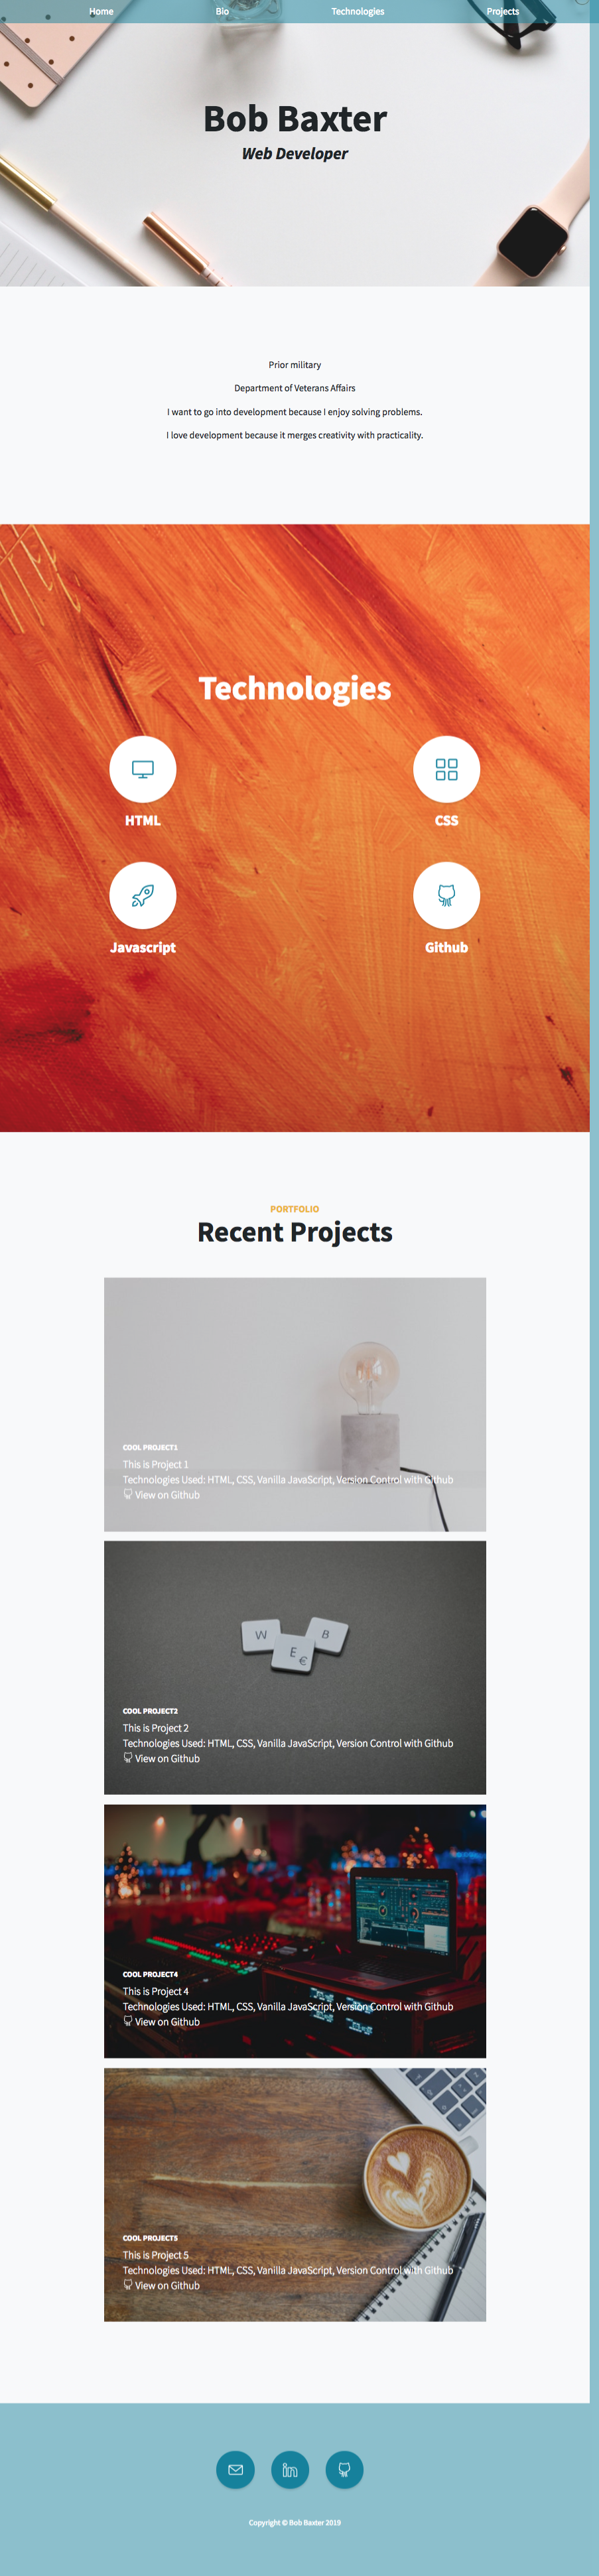 Home Bio Technologies Projects
Bob Baxter
Web Developer
Prior military
Department of Veterans Affairs
I want to go into development because I enjoy solving problems.
I love development because it merges creativity with practicality.
Technologies
HTML CSS
Javascript Github
PORTFOLIO
Recent Projects
COOL PROJECT1
This is Project 1
Technologies Used: HTML, CSS, Vanilla JavaScript, Version Control with Github
View on Github
W E € B
COOL PROJECT2
This is Project 2
Technologies Used: HTML, CSS, Vanilla JavaScript, Version Control with Github
View on Github
COOL PROJECT4
This is Project 4
Technologies Used: HTML, CSS, Vanilla JavaScript, Version Control with Github
View on Github
COOL PROJECT5
This is Project 5
Technologies Used: HTML, CSS, Vanilla JavaScript, Version Control with Github
View on Github
in
Copyright © Bob Baxter 2019